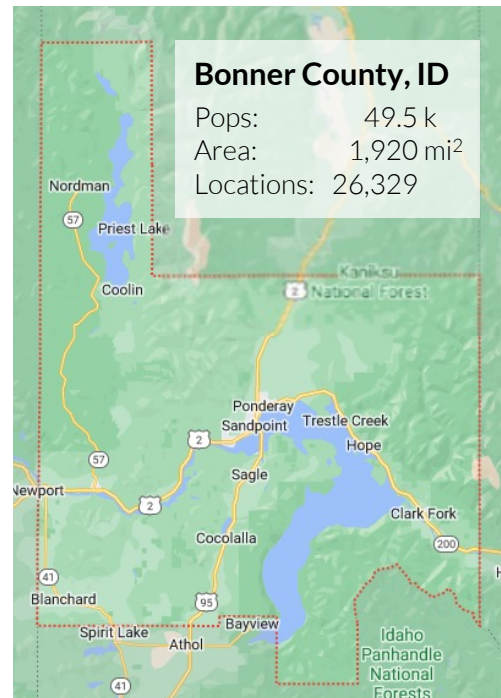 Bonner County, ID
Pops: 49.5 k
Area: 1,920 mi²
Locations: 26,329
Nordman
57
Priest Lake
Kaniksu
National Forest
2
Coolin
Ponderay
Sandpoint
Trestle Creek
2
Hope
57
Sagle
Newport
2
Clark Fork
Cocolalla
200
41
Blanchard
95
Bayview
Spirit Lake
Athol
Idaho
Panhandle
National
Forests
41